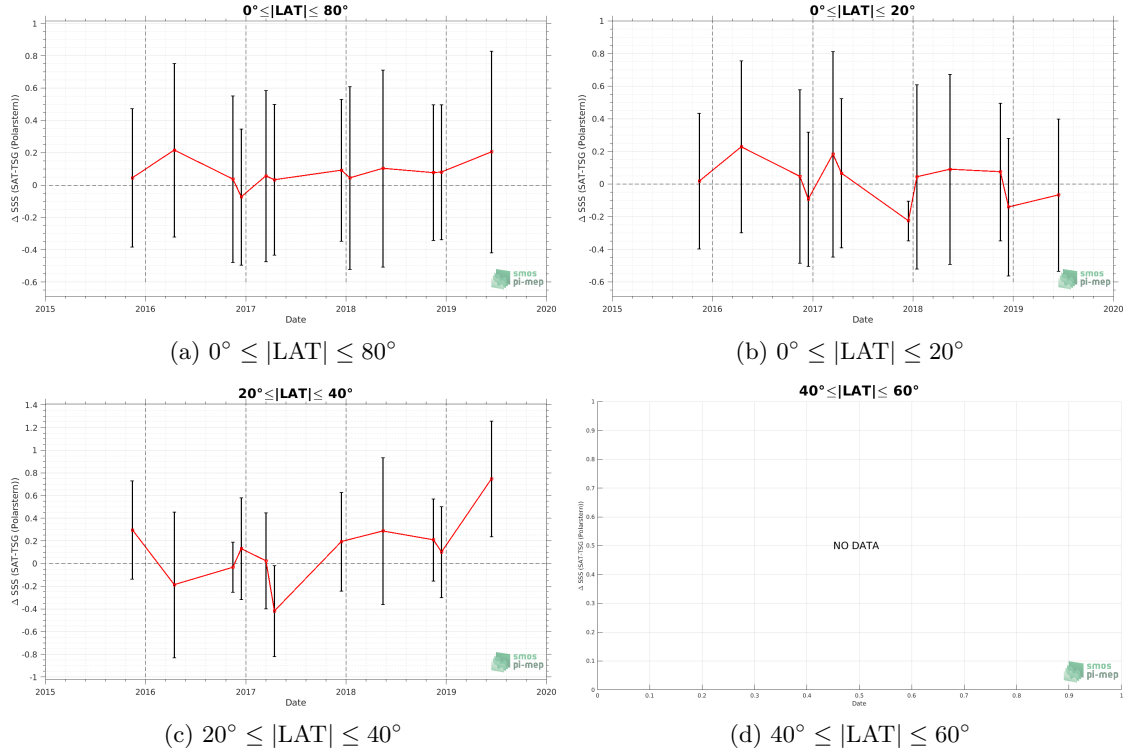 0°≤|LAT|≤ 80°
Δ SSS (SAT-TSG (Polarstern))
1
0.8
0.6
0.4
0.2
0
-0.2
-0.4
-0.6
2015 2016 2017 2018 2019 2020
Date
smos
pi-mep
(a) 0° ≤ |LAT| ≤ 80°
0°≤|LAT|≤ 20°
Δ SSS (SAT-TSG (Polarstern))
1
0.8
0.6
0.4
0.2
0
-0.2
-0.4
-0.6
2015 2016 2017 2018 2019 2020
Date
smos
pi-mep
(b) 0° ≤ |LAT| ≤ 20°
20°≤|LAT|≤ 40°
Δ SSS (SAT-TSG (Polarstern))
1.4
1.2
1
0.8
0.6
0.4
0.2
0
-0.2
-0.4
-0.6
-0.8
-1
2015 2016 2017 2018 2019 2020
Date
smos
pi-mep
(c) 20° ≤ |LAT| ≤ 40°
40°≤|LAT|≤ 60°
Δ SSS (SAT-TSG (Polarstern))
1
0.9
0.8
0.7
0.6
0.5
0.4
0.3
0.2
0.1
0
NO DATA
0 0.1 0.2 0.3 0.4 0.5 0.6 0.7 0.8 0.9 1
Date
smos
pi-mep
(d) 40° ≤ |LAT| ≤ 60°